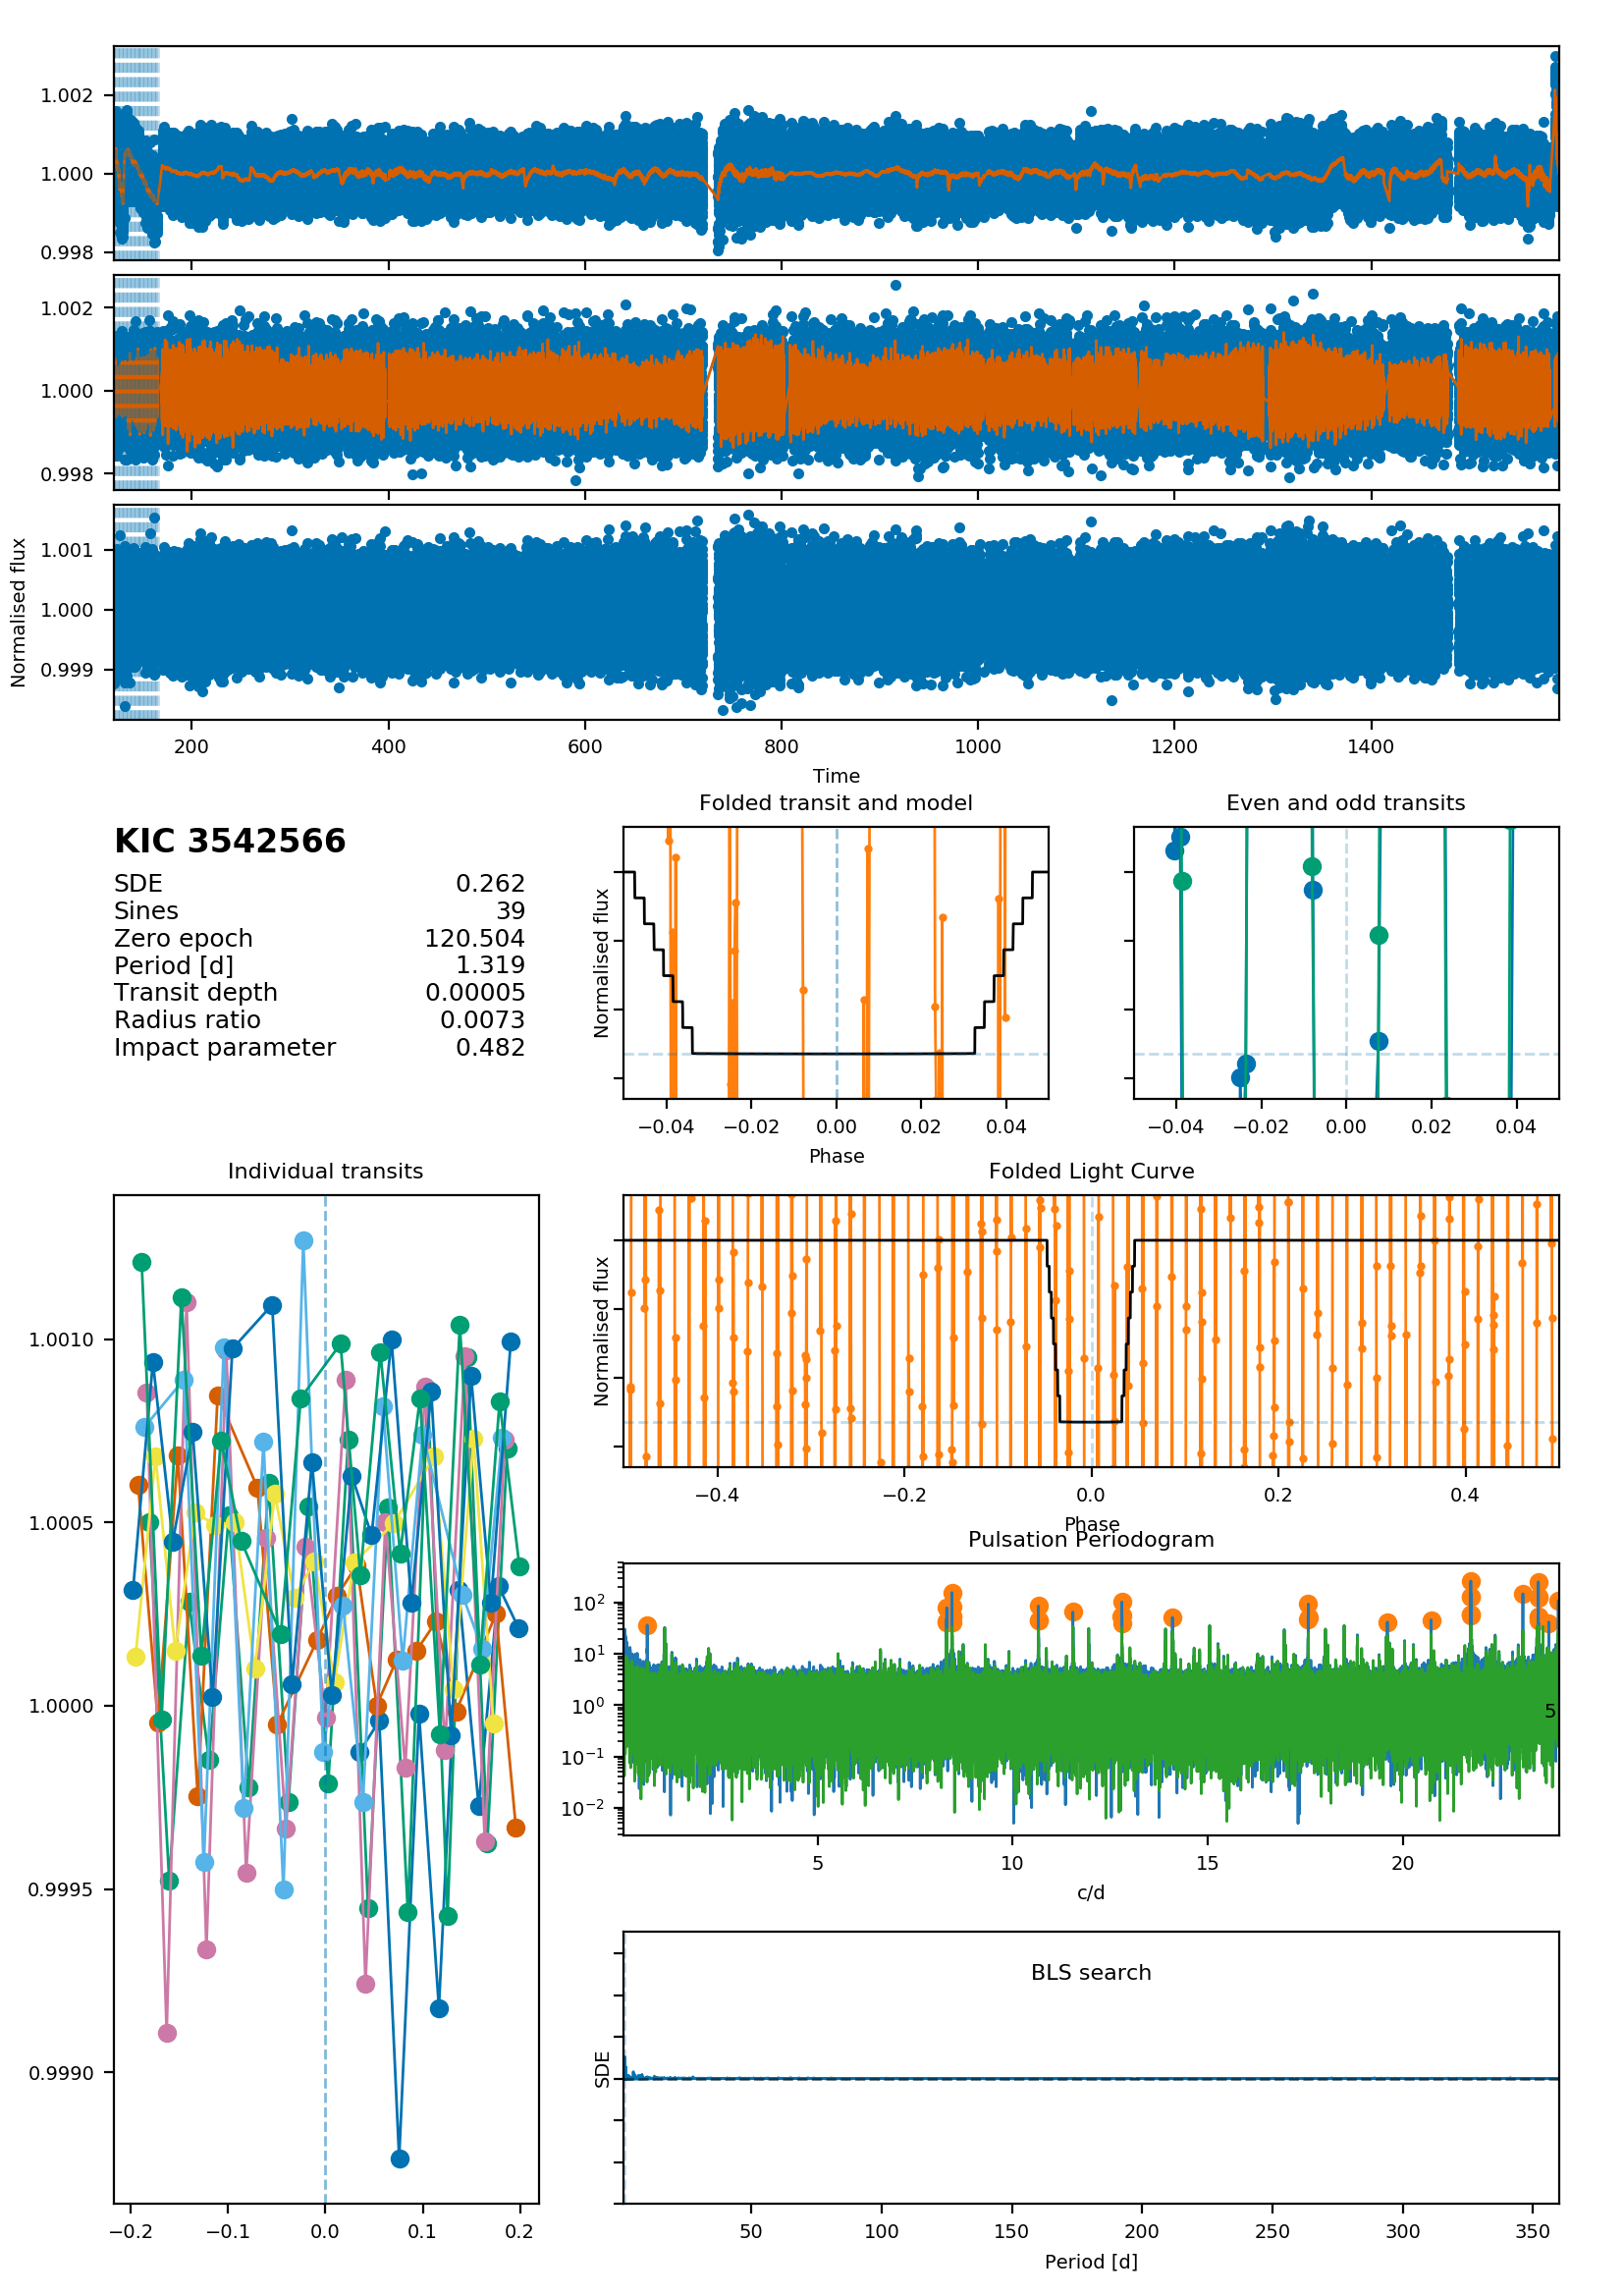 1.002
1.000
0.998
1.002
1.000
0.998
1.001
1.000
0.999
Normalised flux
200 400 600 800 1000 1200 1400
Time
KIC 3542566
SDE 0.262
Sines 39
Zero epoch 120.504
Period [d] 1.319
Transit depth 0.00005
Radius ratio 0.0073
Impact parameter 0.482
Folded transit and model
Normalised flux
−0.04 −0.02 0.00 0.02 0.04
Phase
Even and odd transits
−0.04 −0.02 0.00 0.02 0.04
Individual transits
1.0010
1.0005
1.0000
0.9995
0.9990
−0.2 −0.1 0.0 0.1 0.2
Folded Light Curve
Normalised flux
−0.4 −0.2 0.0 0.2 0.4
Phase
Pulsation Periodogram
10²
10¹
10⁰
10⁻¹
10⁻²
5
5 10 15 20
c/d
BLS search
SDE
50 100 150 200 250 300 350
Period [d]